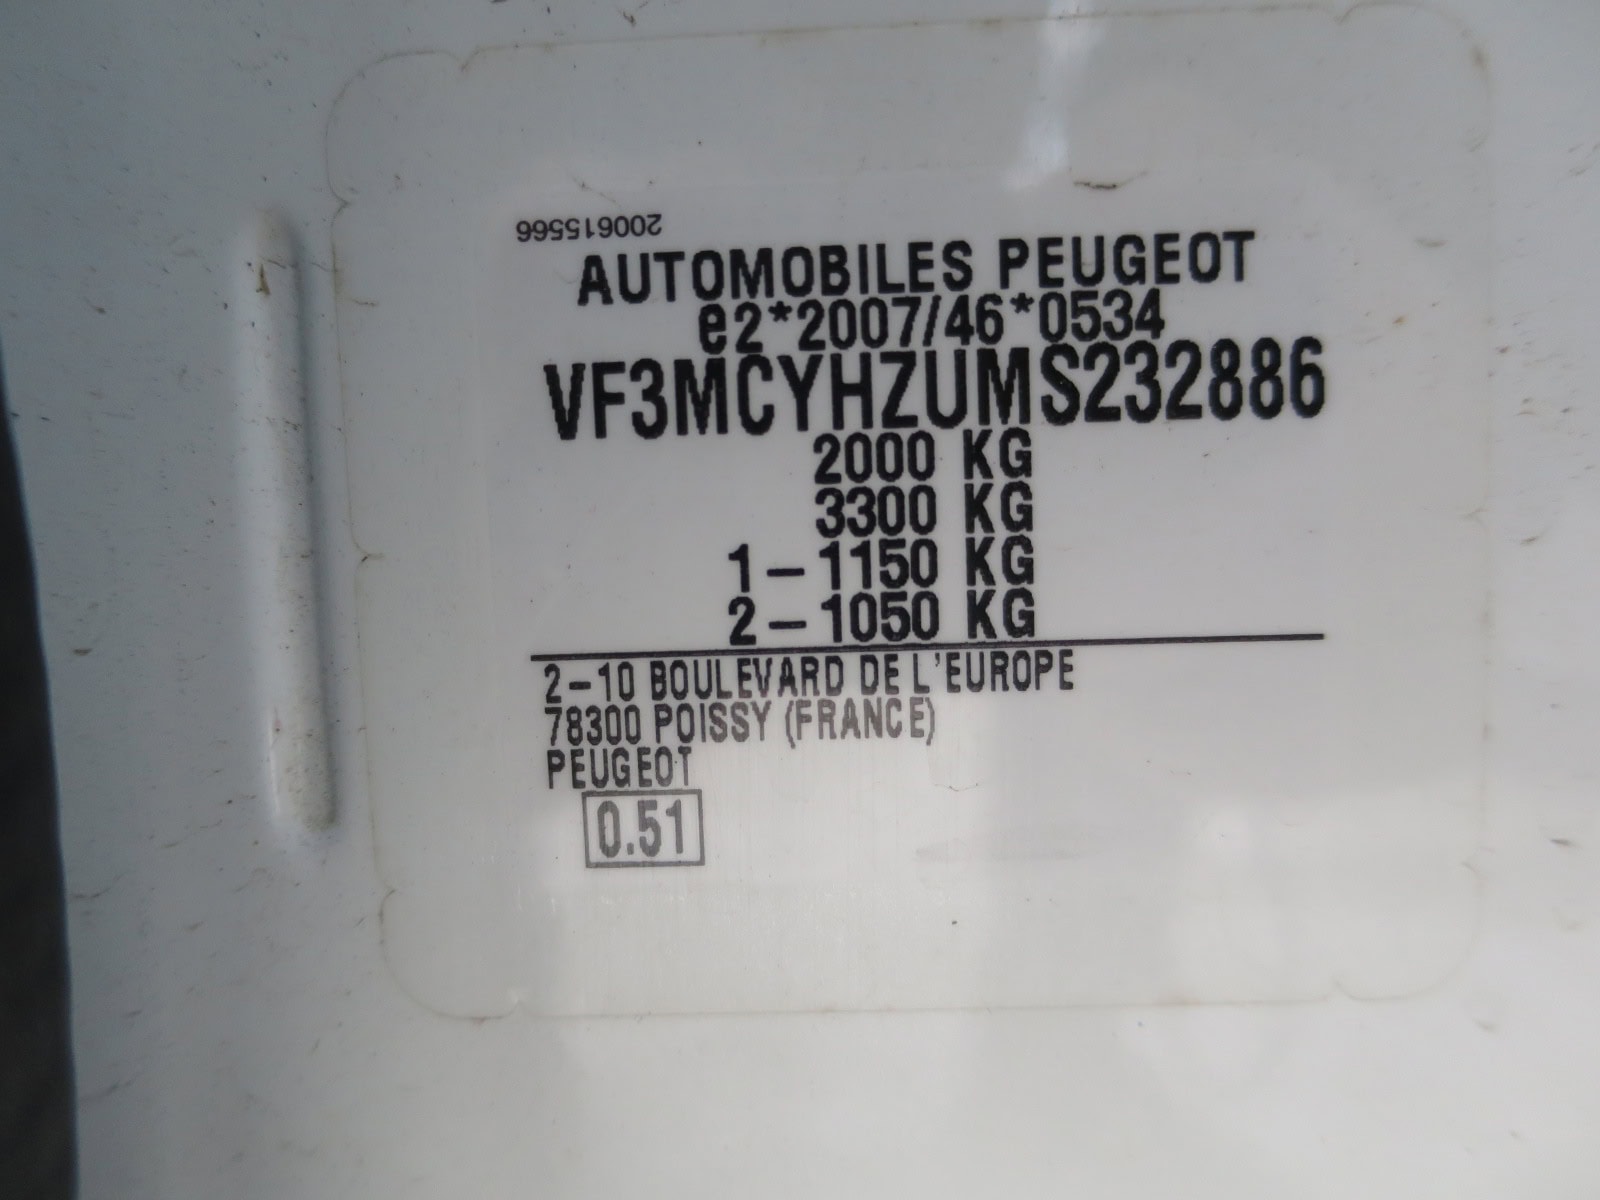 200615566
AUTOMOBILES PEUGEOT
e2*2007/46*0534
VF3MCYHZUMS232886
2000 KG
3300 KG
1-1150 KG
2-1050 KG
2-10 BOULEVARD DE L'EUROPE
78300 POISSY (FRANCE)
PEUGEOT
0.51